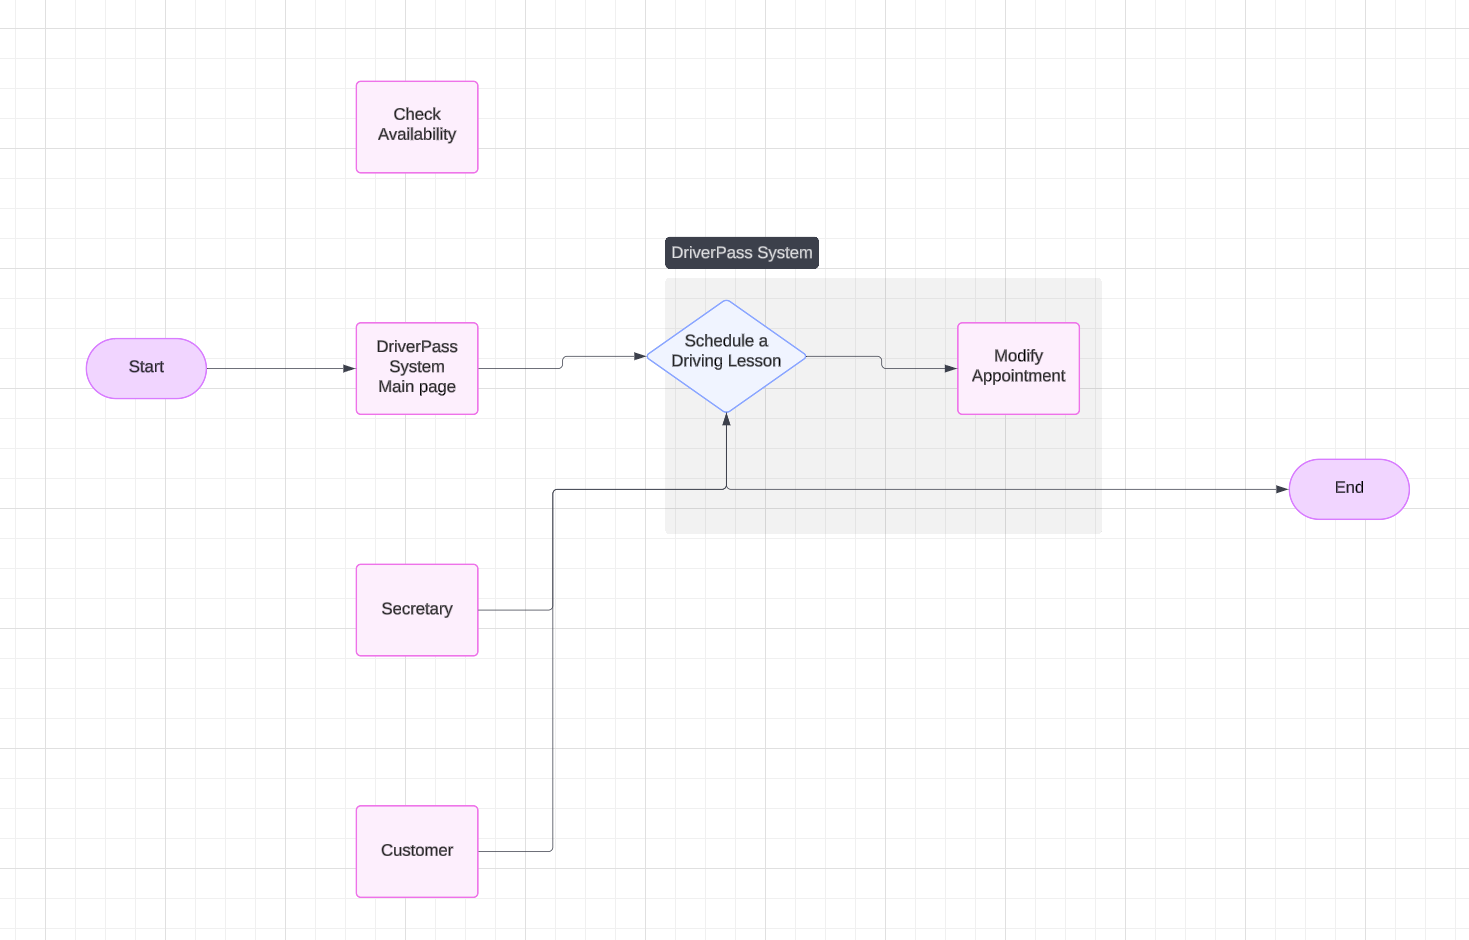 Check
Availability
DriverPass System
Start
DriverPass
System
Main page
Schedule a
Driving Lesson
Modify
Appointment
End
Secretary
Customer